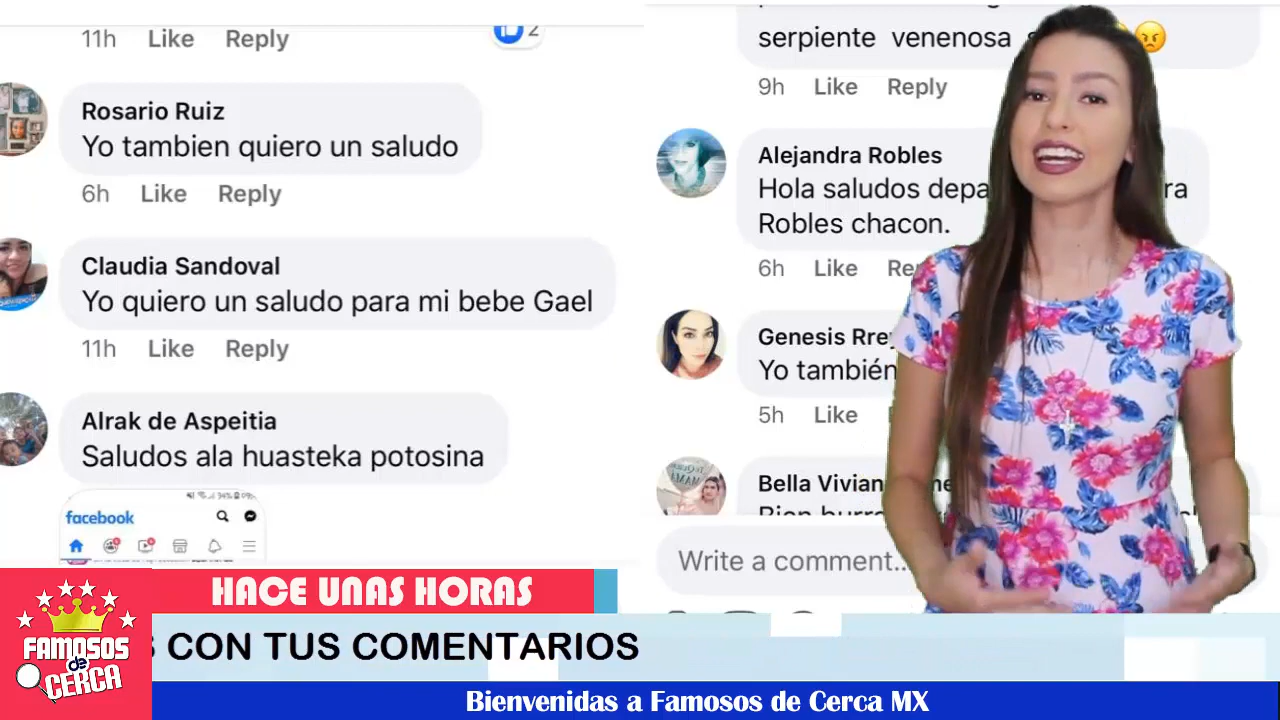 11h Like Reply 2
Rosario Ruiz
Yo tambien quiero un saludo
6h Like Reply
Claudia Sandoval
Yo quiero un saludo para mi bebe Gael
11h Like Reply
Alrak de Aspeitia
Saludos ala huasteka potosina
facebook
serpiente venenosa
9h Like Reply
Alejandra Robles
Hola saludos
Robles chacon.
6h Like
Genesis
Yo también
5h Like
Bella
Write a comment..
HACE UNAS HORAS
CON TUS COMENTARIOS
FAMOSOS
de
CERCA
Bienvenidas a Famosos de Cerca MX